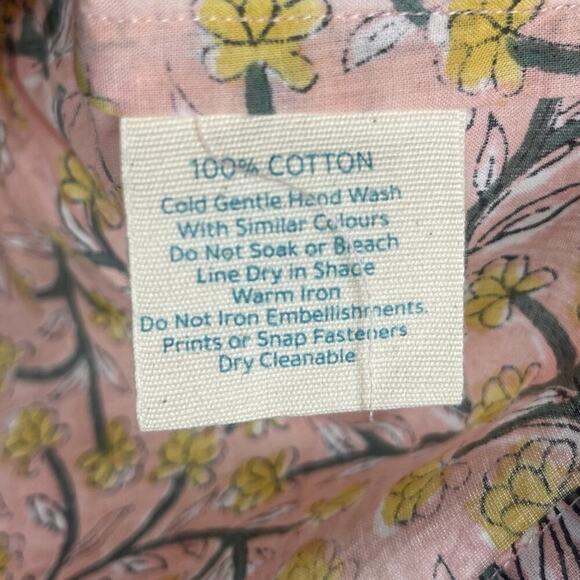 100% COTTON
Cold Gentle Hand Wash
With Similar Colours
Do Not Soak or Bleach
Line Dry in Shade
Warm Iron
Do Not Iron Embellishments,
Prints or Snap Fasteners
Dry Cleanable